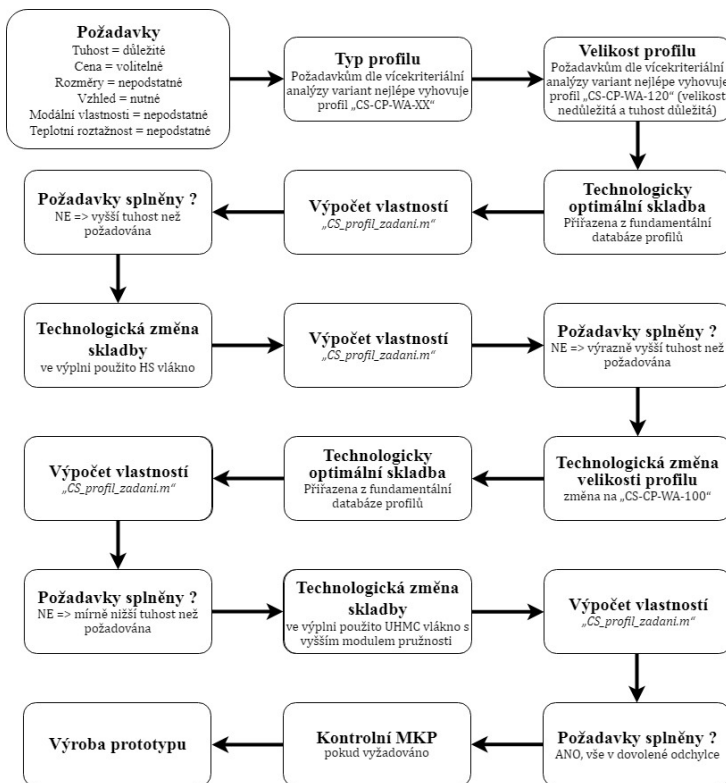 Požadavky
Tuhost = důležité
Cena = volitelné
Rozměry = nepodstatné
Vzhled = nutné
Modální vlastnosti = nepodstatné
Teplotní roztažnost = nepodstatné
Typ profilu
Požadavkům dle vícekriteriální
analýzy variant nejlépe vyhovuje
profil „CS-CP-WA-XX“
Velikost profilu
Požadavkům dle vícekriteriální
analýzy variant nejlépe vyhovuje
profil „CS-CP-WA-120“ (velikost
nedůležitá a tuhost důležitá)
Požadavky splněny ?
NE => vyšší tuhost než
požadována
Výpočet vlastností
„CS_profil_zadani.m“
Technologicky
optimální skladba
Přiřazena z fundamentální
databáze profilů
Technologická změna
skladby
ve výplni použito HS vlákno
Výpočet vlastností
„CS_profil_zadani.m“
Požadavky splněny ?
NE => výrazně vyšší tuhost než
požadována
Výpočet vlastností
„CS_profil_zadani.m“
Technologicky
optimální skladba
Přiřazena z fundamentální
databáze profilů
Technologická změna
velikosti profilu
změna na „CS-CP-WA-100“
Požadavky splněny ?
NE => mírně nižší tuhost než
požadována
Technologická změna
skladby
ve výplni použito UHMC vlákno s
vyšším modulem pružnosti
Výpočet vlastností
„CS_profil_zadani.m“
Výroba prototypu
Kontrolní MKP
pokud vyžadováno
Požadavky splněny ?
ANO, vše v dovolené odchylce